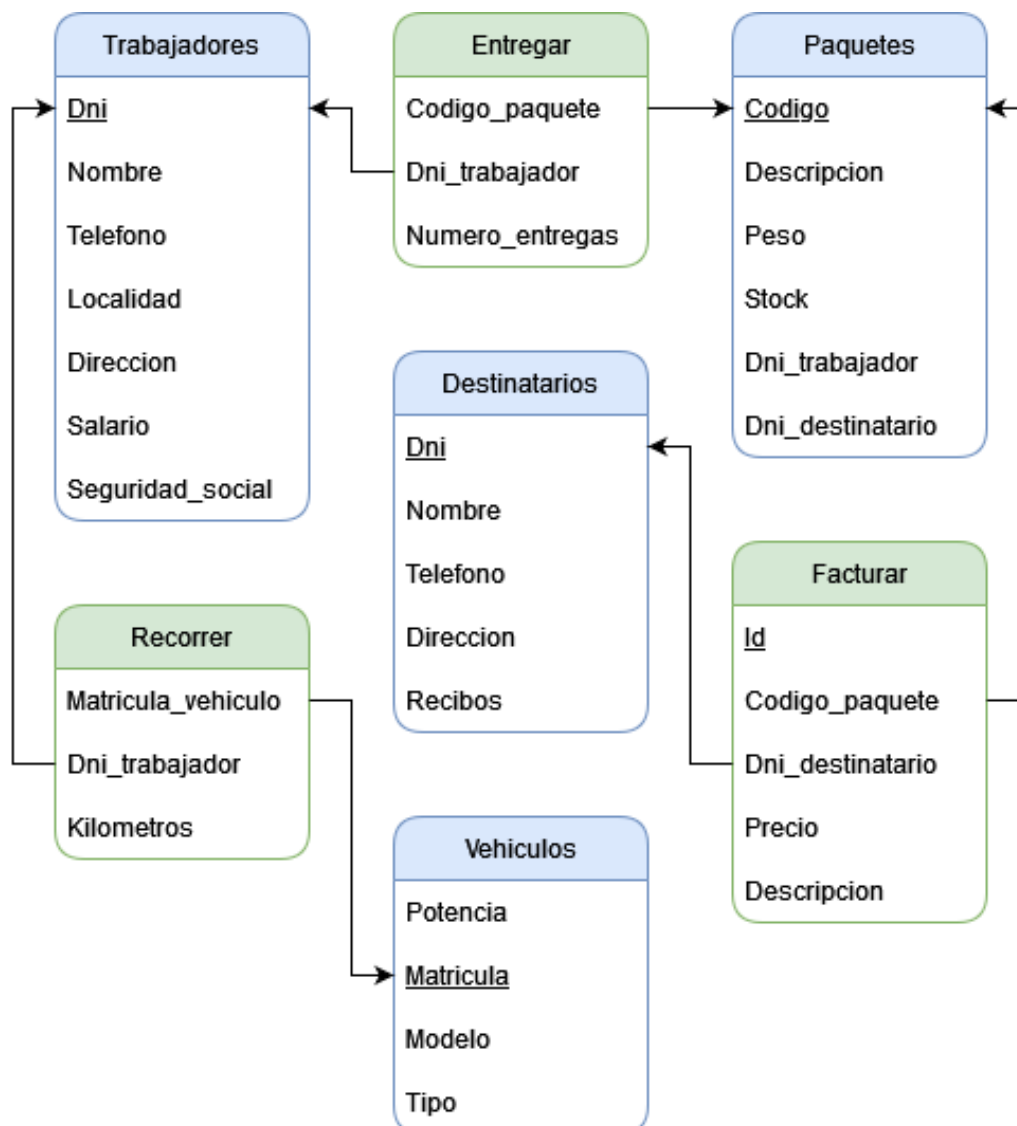 Trabajadores
Dni
Nombre
Telefono
Localidad
Direccion
Salario
Seguridad_social
Entregar
Codigo_paquete
Dni_trabajador
Numero_entregas
Paquetes
Codigo
Descripcion
Peso
Stock
Dni_trabajador
Dni_destinatario
Destinatarios
Dni
Nombre
Telefono
Direccion
Recibos
Facturar
Id
Codigo_paquete
Dni_destinatario
Precio
Descripcion
Recorrer
Matricula_vehiculo
Dni_trabajador
Kilometros
Vehiculos
Potencia
Matricula
Modelo
Tipo